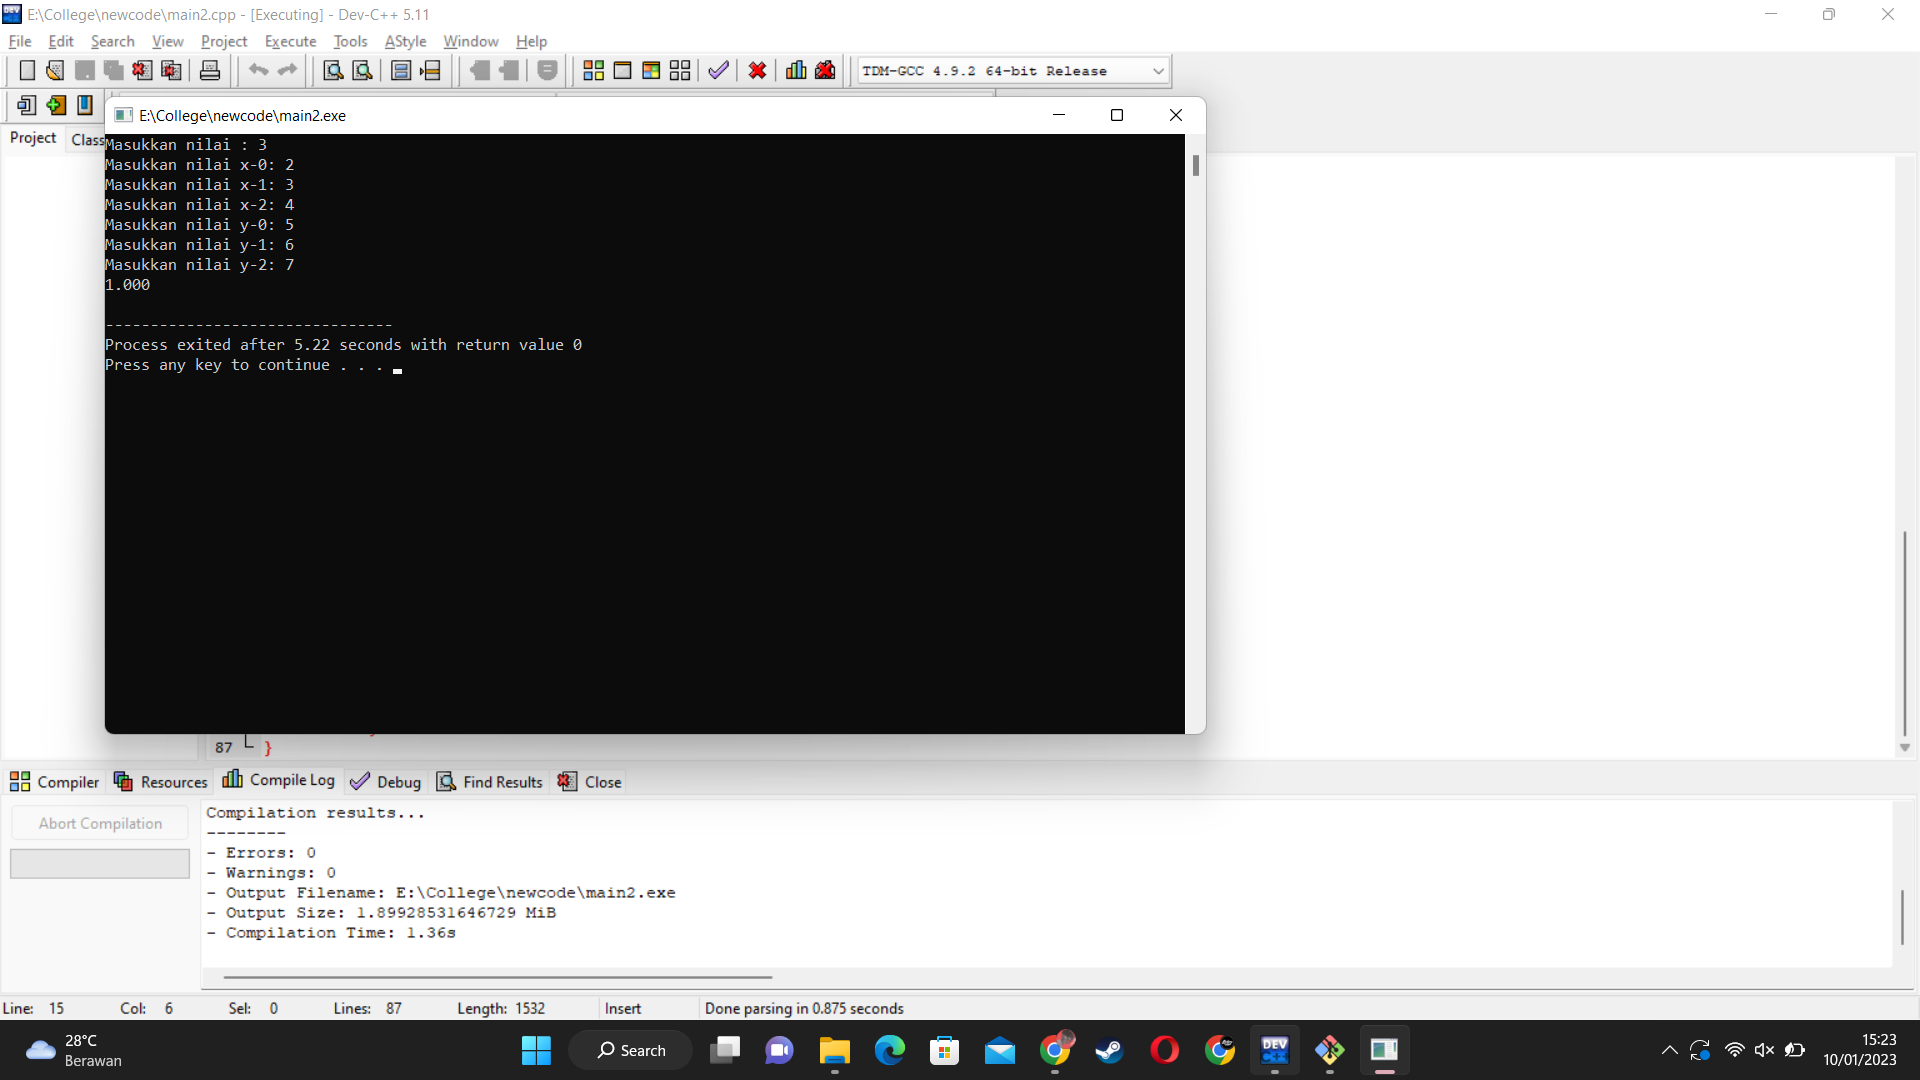 E:\College\newcode\main2.cpp - [Executing] - Dev-C++ 5.11
File Edit Search View Project Execute Tools AStyle Window Help
TDM-GCC 4.9.2 64-bit Release
E:\College\newcode\main2.exe
Project Class
Masukkan nilai : 3
Masukkan nilai x-0: 2
Masukkan nilai x-1: 3
Masukkan nilai x-2: 4
Masukkan nilai y-0: 5
Masukkan nilai y-1: 6
Masukkan nilai y-2: 7
1.000
--------------------------------
Process exited after 5.22 seconds with return value 0
Press any key to continue . . .
87 }
Compiler Resources Compile Log Debug Find Results Close
Abort Compilation
Compilation results...
--------
- Errors: 0
- Warnings: 0
- Output Filename: E:\College\newcode\main2.exe
- Output Size: 1.89928531646729 MiB
- Compilation Time: 1.36s
Line: 15 Col: 6 Sel: 0 Lines: 87 Length: 1532 Insert Done parsing in 0.875 seconds
28°C
Berawan
Search
DEV
C++
15:23
10/01/2023